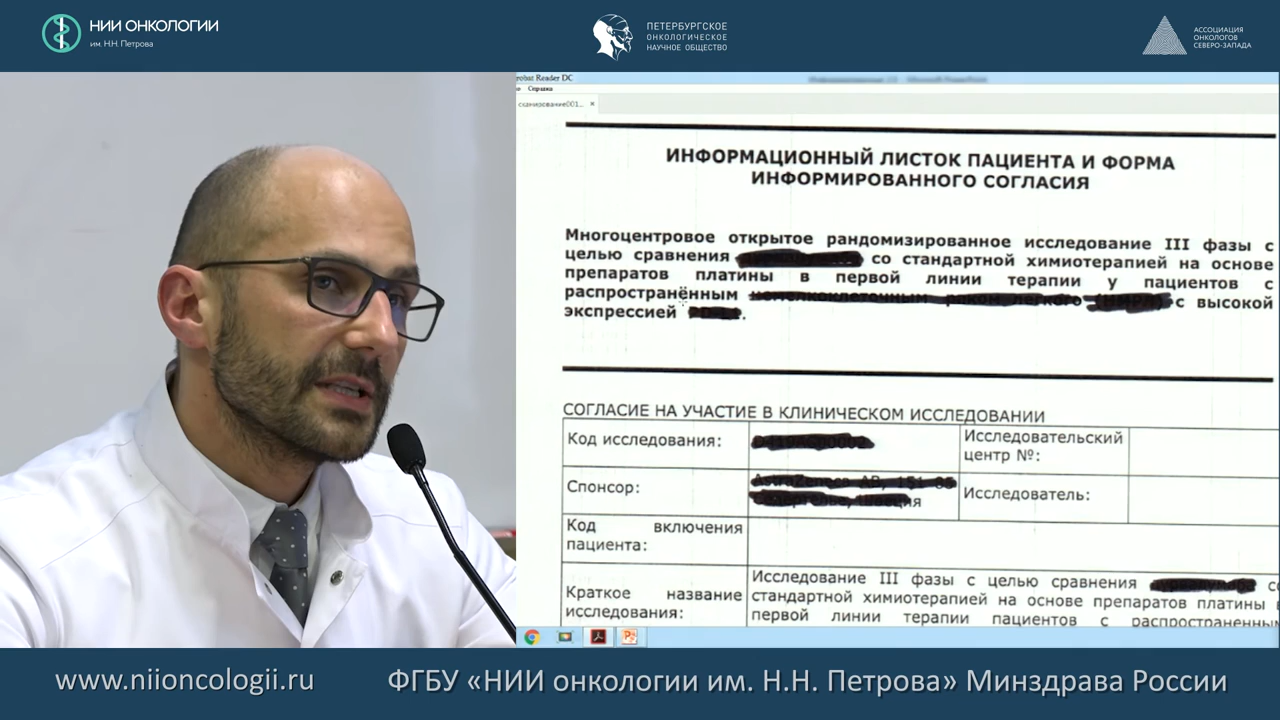 НИИ ОНКОЛОГИИ
им. Н.Н. Петрова
ПЕТЕРБУРГСКОЕ
ОНКОЛОГИЧЕСКОЕ
НАУЧНОЕ ОБЩЕСТВО
АССОЦИАЦИЯ
ОНКОЛОГОВ
СЕВЕРО-ЗАПАДА
Reader DC
Справка
сканирование001...
ИНФОРМАЦИОННЫЙ ЛИСТОК ПАЦИЕНТА И ФОРМА
ИНФОРМИРОВАННОГО СОГЛАСИЯ
Многоцентровое открытое рандомизированное исследование III фазы с
целью сравнения со стандартной химиотерапией на основе
препаратов платины в первой линии терапии у пациентов с
распространённым с высокой
экспрессией .
СОГЛАСИЕ НА УЧАСТИЕ В КЛИНИЧЕСКОМ ИССЛЕДОВАНИИ
Код исследования:
Исследовательский
центр №:
Спонсор:
Исследователь:
Код включения
пациента:
Краткое название
исследования:
Исследование III фазы с целью сравнения
стандартной химиотерапией на основе препаратов платины
первой линии терапии пациентов с распространенным
www.niioncologii.ru
ФГБУ «НИИ онкологии им. Н.Н. Петрова» Минздрава России